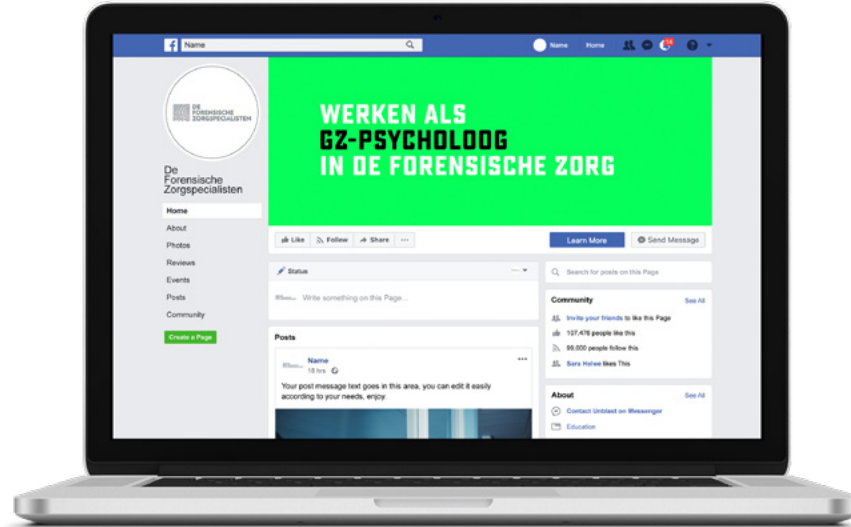 Name
Name
Home
14
DE
FORENSISCHE
ZORGSPECIALISTEN
WERKEN ALS
GZ-PSYCHOLOOG
IN DE FORENSISCHE ZORG
De
Forensische
Zorgspecialisten
Home
About
Photos
Reviews
Events
Posts
Community
Create a Page
Like
Follow
Share
Learn More
Send Message
Status
Write something on this Page...
Posts
Name
18 hrs
Your post message text goes in this area, you can edit it easily
according to your needs, enjoy.
Search for posts on this Page
Community
See All
Invite your friends to like this Page
107,476 people like this
99,000 people follow this
likes This
About
See All
Contact Unblast on Messenger
Education